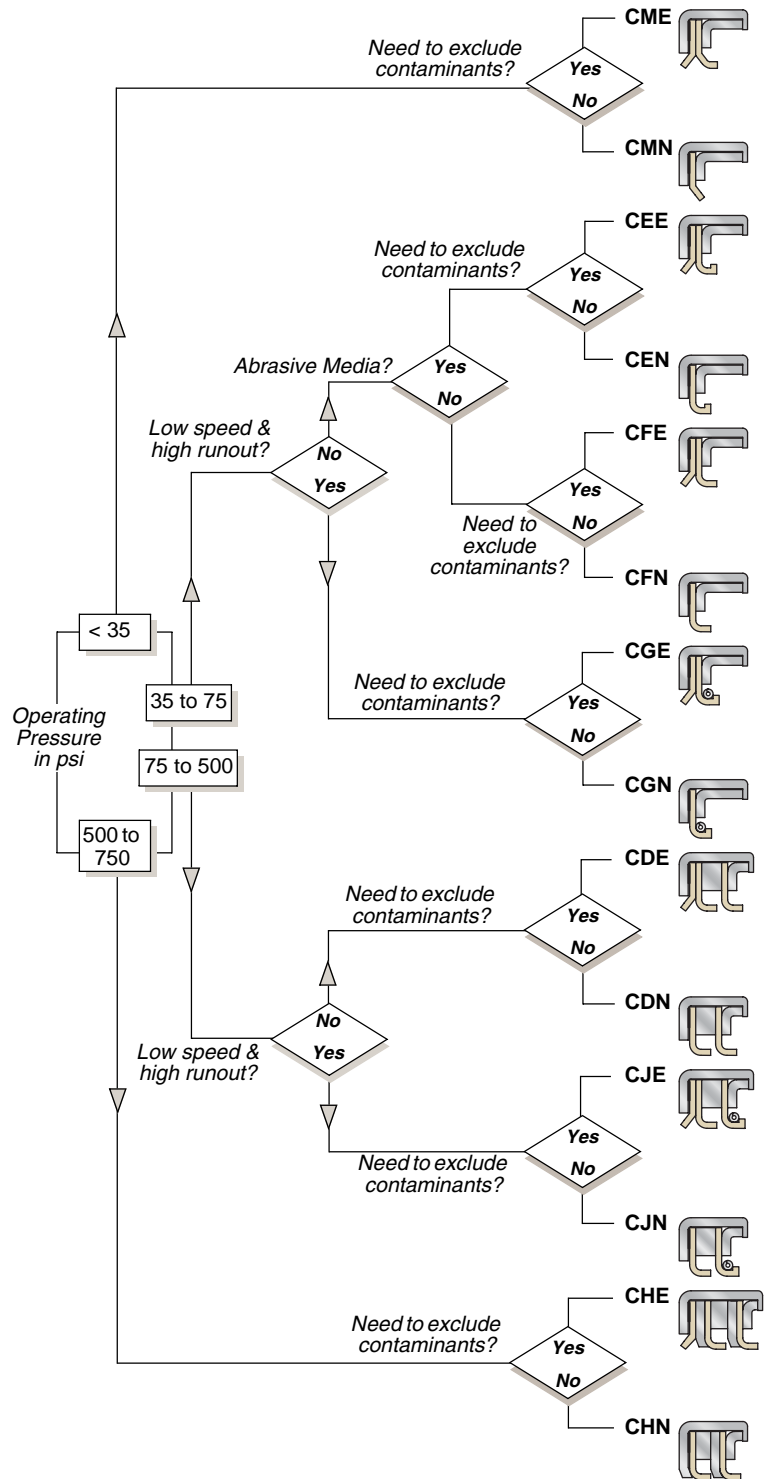 CME
Need to exclude
contaminants?
Yes
No
CMN
CEE
Need to exclude
contaminants?
Yes
No
CEN
Abrasive Media?
Yes
No
CFE
Low speed &
high runout?
No
Yes
Yes
No
Need to
exclude
contaminants?
CFN
< 35
CGE
Need to exclude
contaminants?
35 to 75
Yes
No
Operating
Pressure
in psi
75 to 500
CGN
500 to
750
CDE
Need to exclude
contaminants?
Yes
No
CDN
No
Yes
Low speed &
high runout?
CJE
Yes
No
Need to exclude
contaminants?
CJN
CHE
Need to exclude
contaminants?
Yes
No
CHN